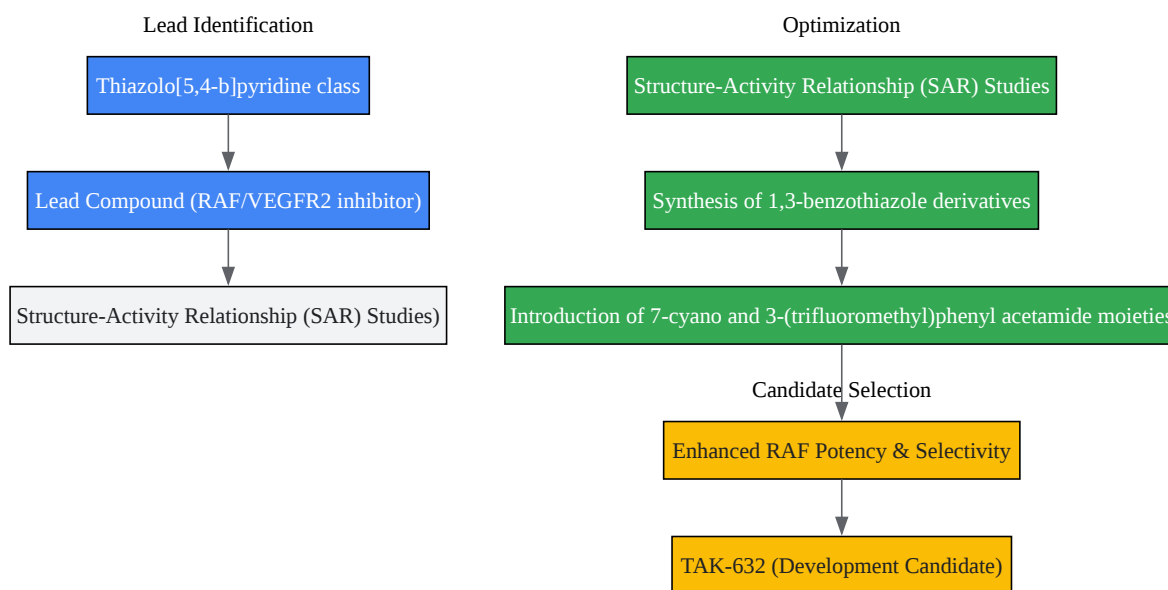 Lead Identification
Thiazolo[5,4-b]pyridine class
Lead Compound (RAF/VEGFR2 inhibitor)
Structure-Activity Relationship (SAR) Studies)
Optimization
Structure-Activity Relationship (SAR) Studies
Synthesis of 1,3-benzothiazole derivatives
Introduction of 7-cyano and 3-(trifluoromethyl)phenyl acetamide moieties
Candidate Selection
Enhanced RAF Potency & Selectivity
TAK-632 (Development Candidate)